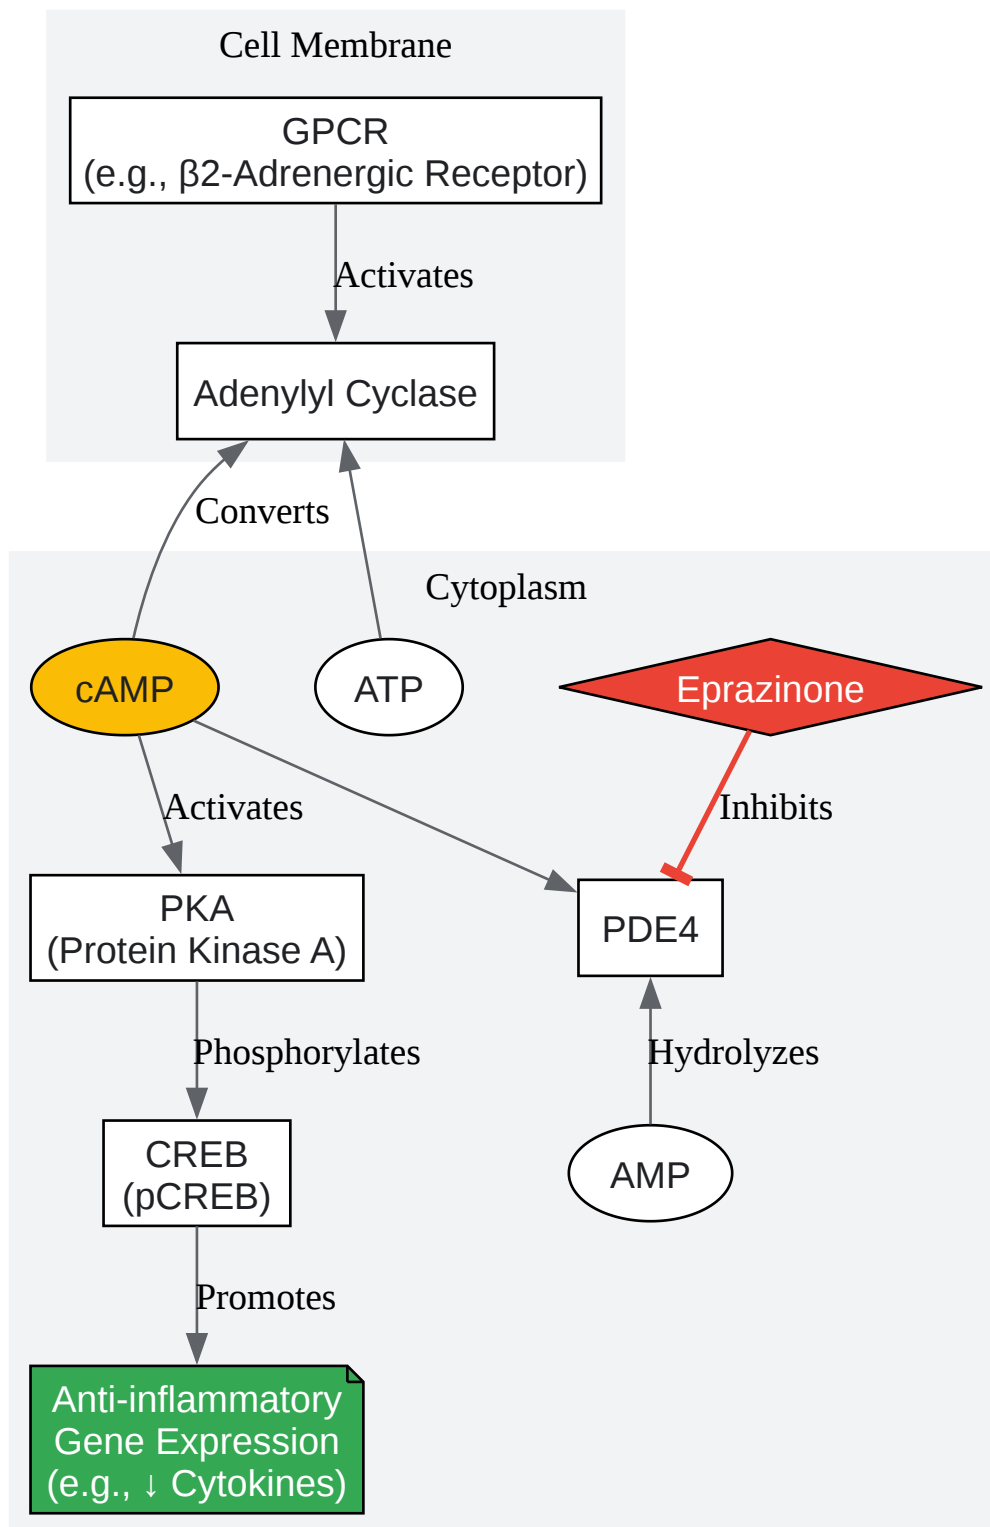 Cell Membrane
GPCR
(e.g., β2-Adrenergic Receptor)
Activates
Adenylyl Cyclase
Converts
Cytoplasm
cAMP
ATP
Eprazinone
Activates
Inhibits
PKA
(Protein Kinase A)
PDE4
Phosphorylates
Hydrolyzes
CREB
(pCREB)
AMP
Promotes
Anti-inflammatory
Gene Expression
(e.g., ↓ Cytokines)